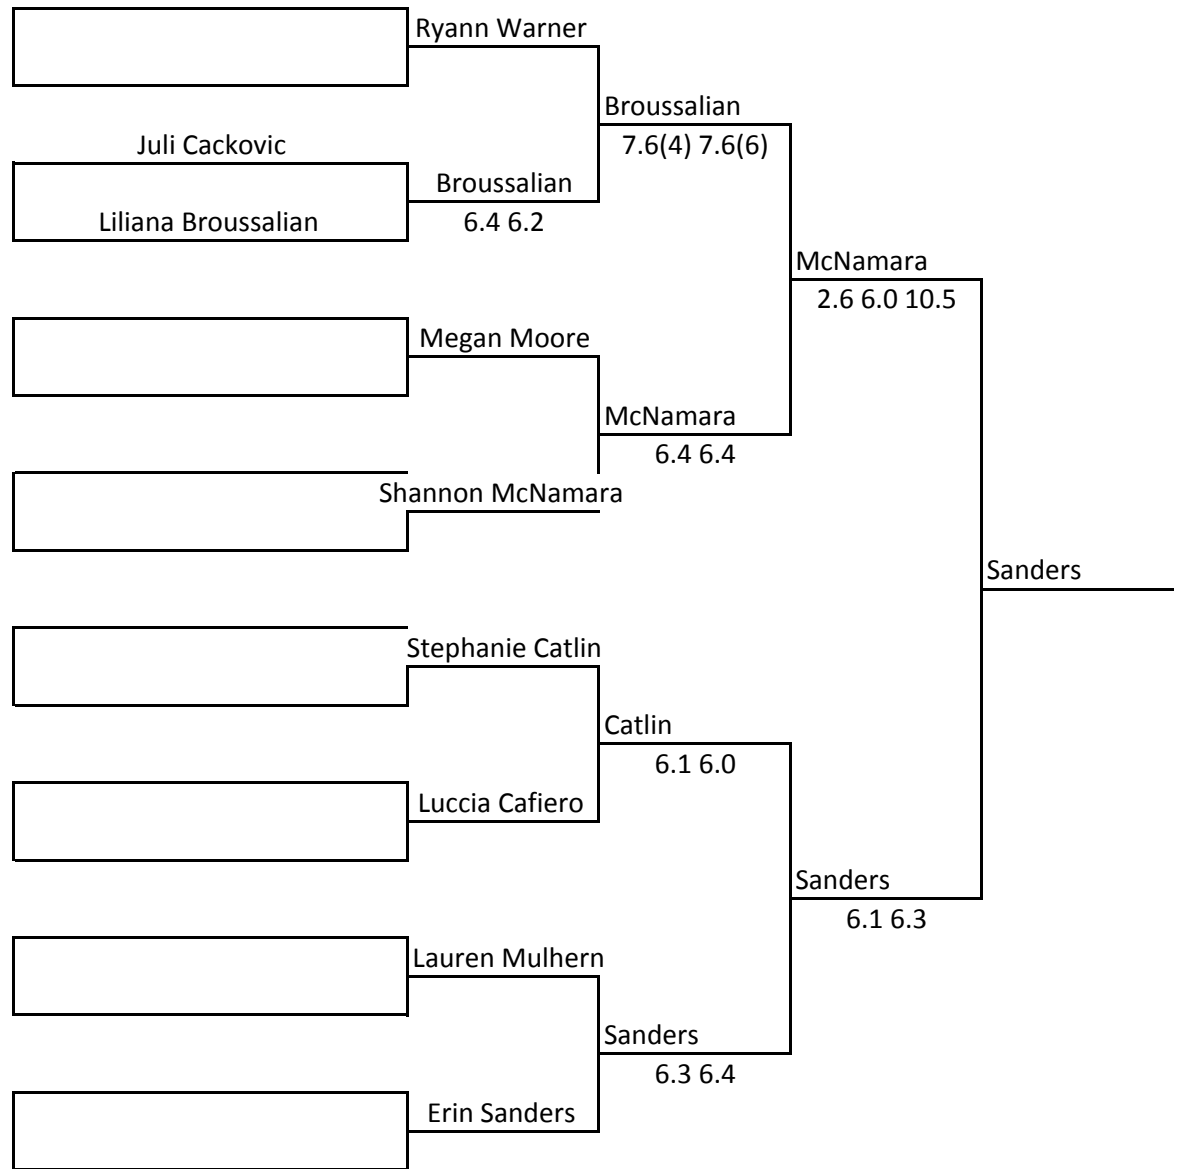 Ryann Warner
Broussalian
7.6(4) 7.6(6)
Juli Cackovic
Broussalian
Liliana Broussalian
6.4 6.2
McNamara
2.6 6.0 10.5
Megan Moore
McNamara
6.4 6.4
Shannon McNamara
Sanders
Stephanie Catlin
Catlin
6.1 6.0
Luccia Cafiero
Sanders
6.1 6.3
Lauren Mulhern
Sanders
6.3 6.4
Erin Sanders